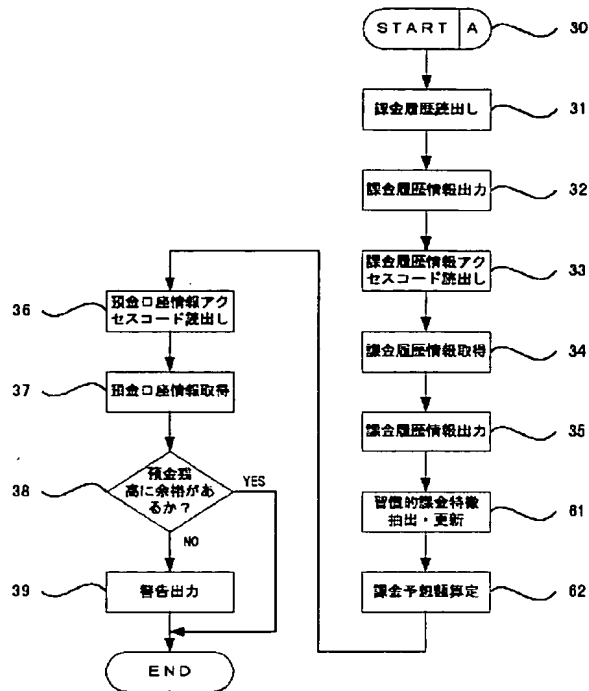 START A
30
課金履歴読出し
31
課金履歴情報出力
32
課金履歴情報アク
セスコード読出し
33
課金履歴情報取得
34
課金履歴情報出力
35
習慣的課金特徴
抽出・更新
61
課金予想額算定
62
預金口座情報アク
セスコード読出し
36
預金口座情報取得
37
預金残
高に余裕があ
るか？
38
YES
NO
警告出力
39
END